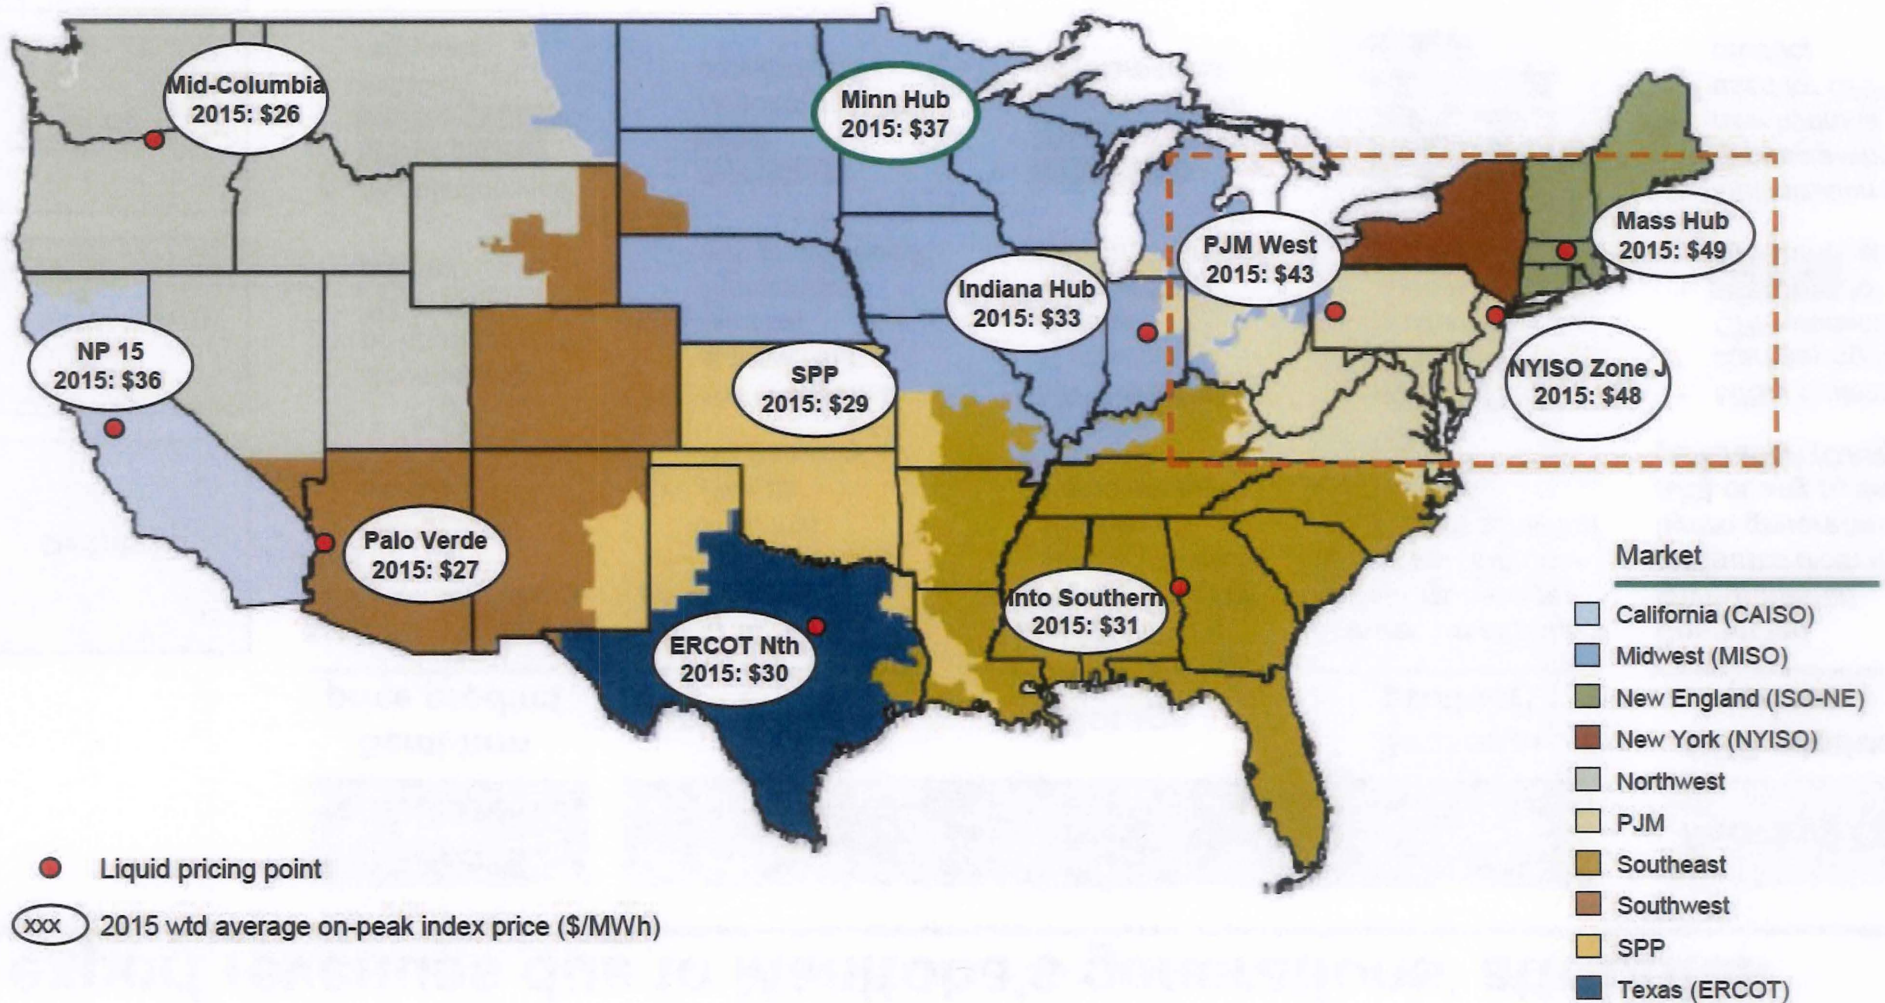 Mid-Columbia
2015: $26
Minn Hub
2015: $37
Mass Hub
2015: $49
PJM West
2015: $43
Indiana Hub
2015: $33
NP 15
2015: $36
SPP
2015: $29
NYISO Zone J
2015: $48
Palo Verde
2015: $27
Into Southern
2015: $31
ERCOT Nth
2015: $30
Market
California (CAISO)
Midwest (MISO)
New England (ISO-NE)
New York (NYISO)
Northwest
PJM
Southeast
Southwest
SPP
Texas (ERCOT)
Liquid pricing point
xxx 2015 wtd average on-peak index price ($/MWh)